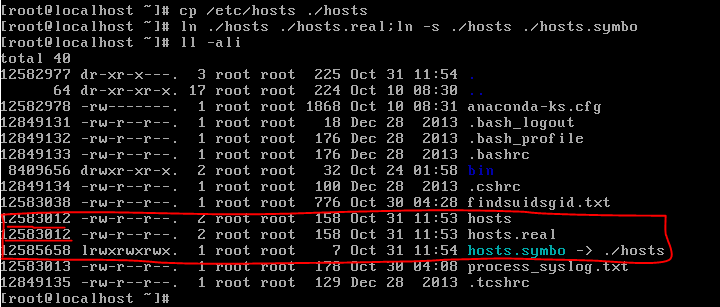 [root@localhost ~]# cp /etc/hosts ./hosts
[root@localhost ~]# ln ./hosts ./hosts.real;ln -s ./hosts ./hosts.symbo
[root@localhost ~]# ll -ali
total 40
12582977 dr-xr-x---. 3 root root 225 Oct 31 11:54 .
64 dr-xr-xr-x. 17 root root 224 Oct 10 08:30 ..
12582978 -rw-------. 1 root root 1868 Oct 10 08:31 anaconda-ks.cfg
12849131 -rw-r--r--. 1 root root 18 Dec 28 2013 .bash_logout
12849132 -rw-r--r--. 1 root root 176 Dec 28 2013 .bash_profile
12849133 -rw-r--r--. 1 root root 176 Dec 28 2013 .bashrc
8409656 drwxr-xr-x. 2 root root 32 Oct 24 01:58 bin
12849134 -rw-r--r--. 1 root root 100 Dec 28 2013 .cshrc
12583038 -rw-r--r--. 1 root root 776 Oct 30 04:28 findsuidsgid.txt
12583012 -rw-r--r--. 2 root root 158 Oct 31 11:53 hosts
12583012 -rw-r--r--. 2 root root 158 Oct 31 11:53 hosts.real
12585658 lrwxrwxrwx. 1 root root 7 Oct 31 11:54 hosts.symbo -> ./hosts
12583013 -rw-r--r--. 1 root root 178 Oct 30 04:08 process_syslog.txt
12849135 -rw-r--r--. 1 root root 129 Dec 28 2013 .tcshrc
[root@localhost ~]#